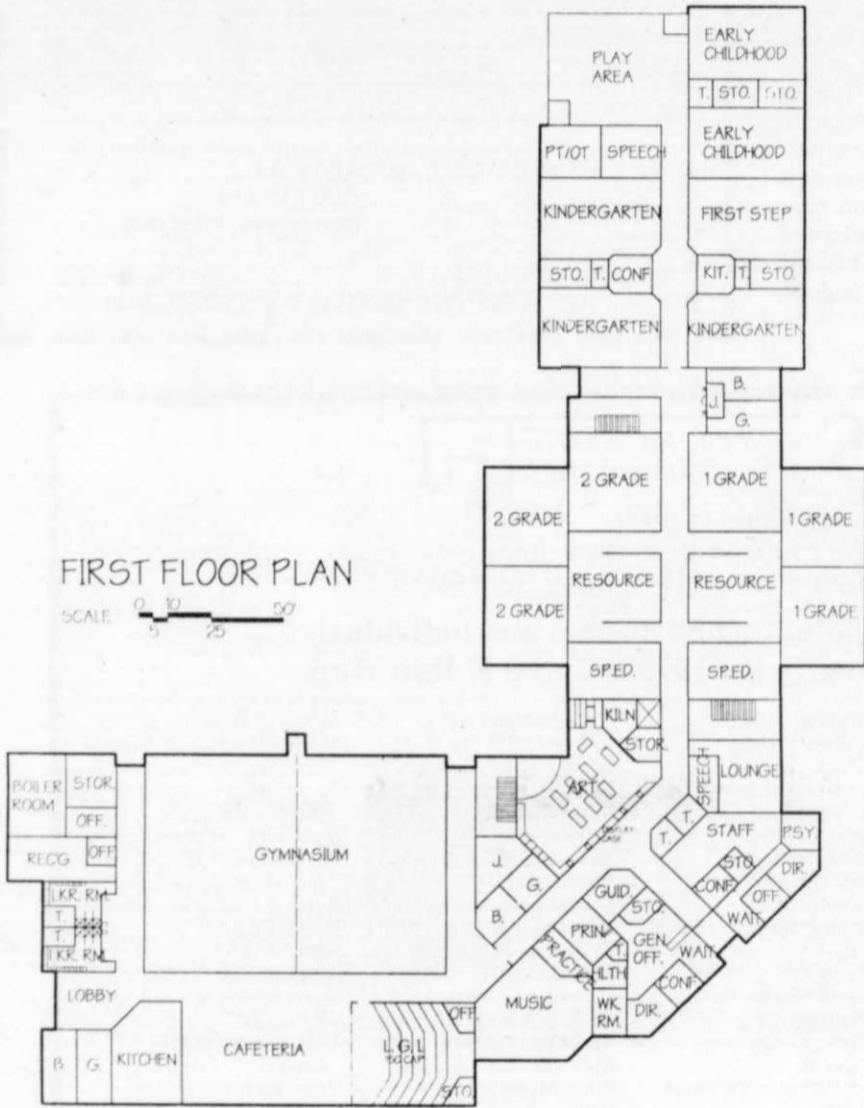 EARLY
CHILDHOOD
PLAY
AREA
T. STO. STO.
PT/OT SPEECH
EARLY
CHILDHOOD
KINDERGARTEN FIRST STEP
STO. T. CONF. KIT. T. STO.
KINDERGARTEN KINDERGARTEN
B.
J.
G.
2 GRADE 1 GRADE
2 GRADE 1 GRADE
FIRST FLOOR PLAN
SCALE 0 10 50'
5 25
RESOURCE RESOURCE
2 GRADE 1 GRADE
SP.ED. SP.ED.
KILN
STOR.
BOILER
ROOM
STOR.
OFF.
REC'G OFF
GYMNASIUM
ART
DISPLAY
CASE
SPEECH
LOUNGE
T.
T.
STAFF
PSY.
STO.
DIR.
CONF.
OFF.
WAIT.
J.
G.
B.
GUID.
STO.
PRIN.
GEN.
OFF.
WAIT.
PRACTICE
T.
HLTH
CONF.
MUSIC
WK.
RM.
DIR.
LKR. RM.
T.
T.
LKR. RM.
LOBBY
B. G.
KITCHEN
CAFETERIA
L. G. I.
OFF
STO.